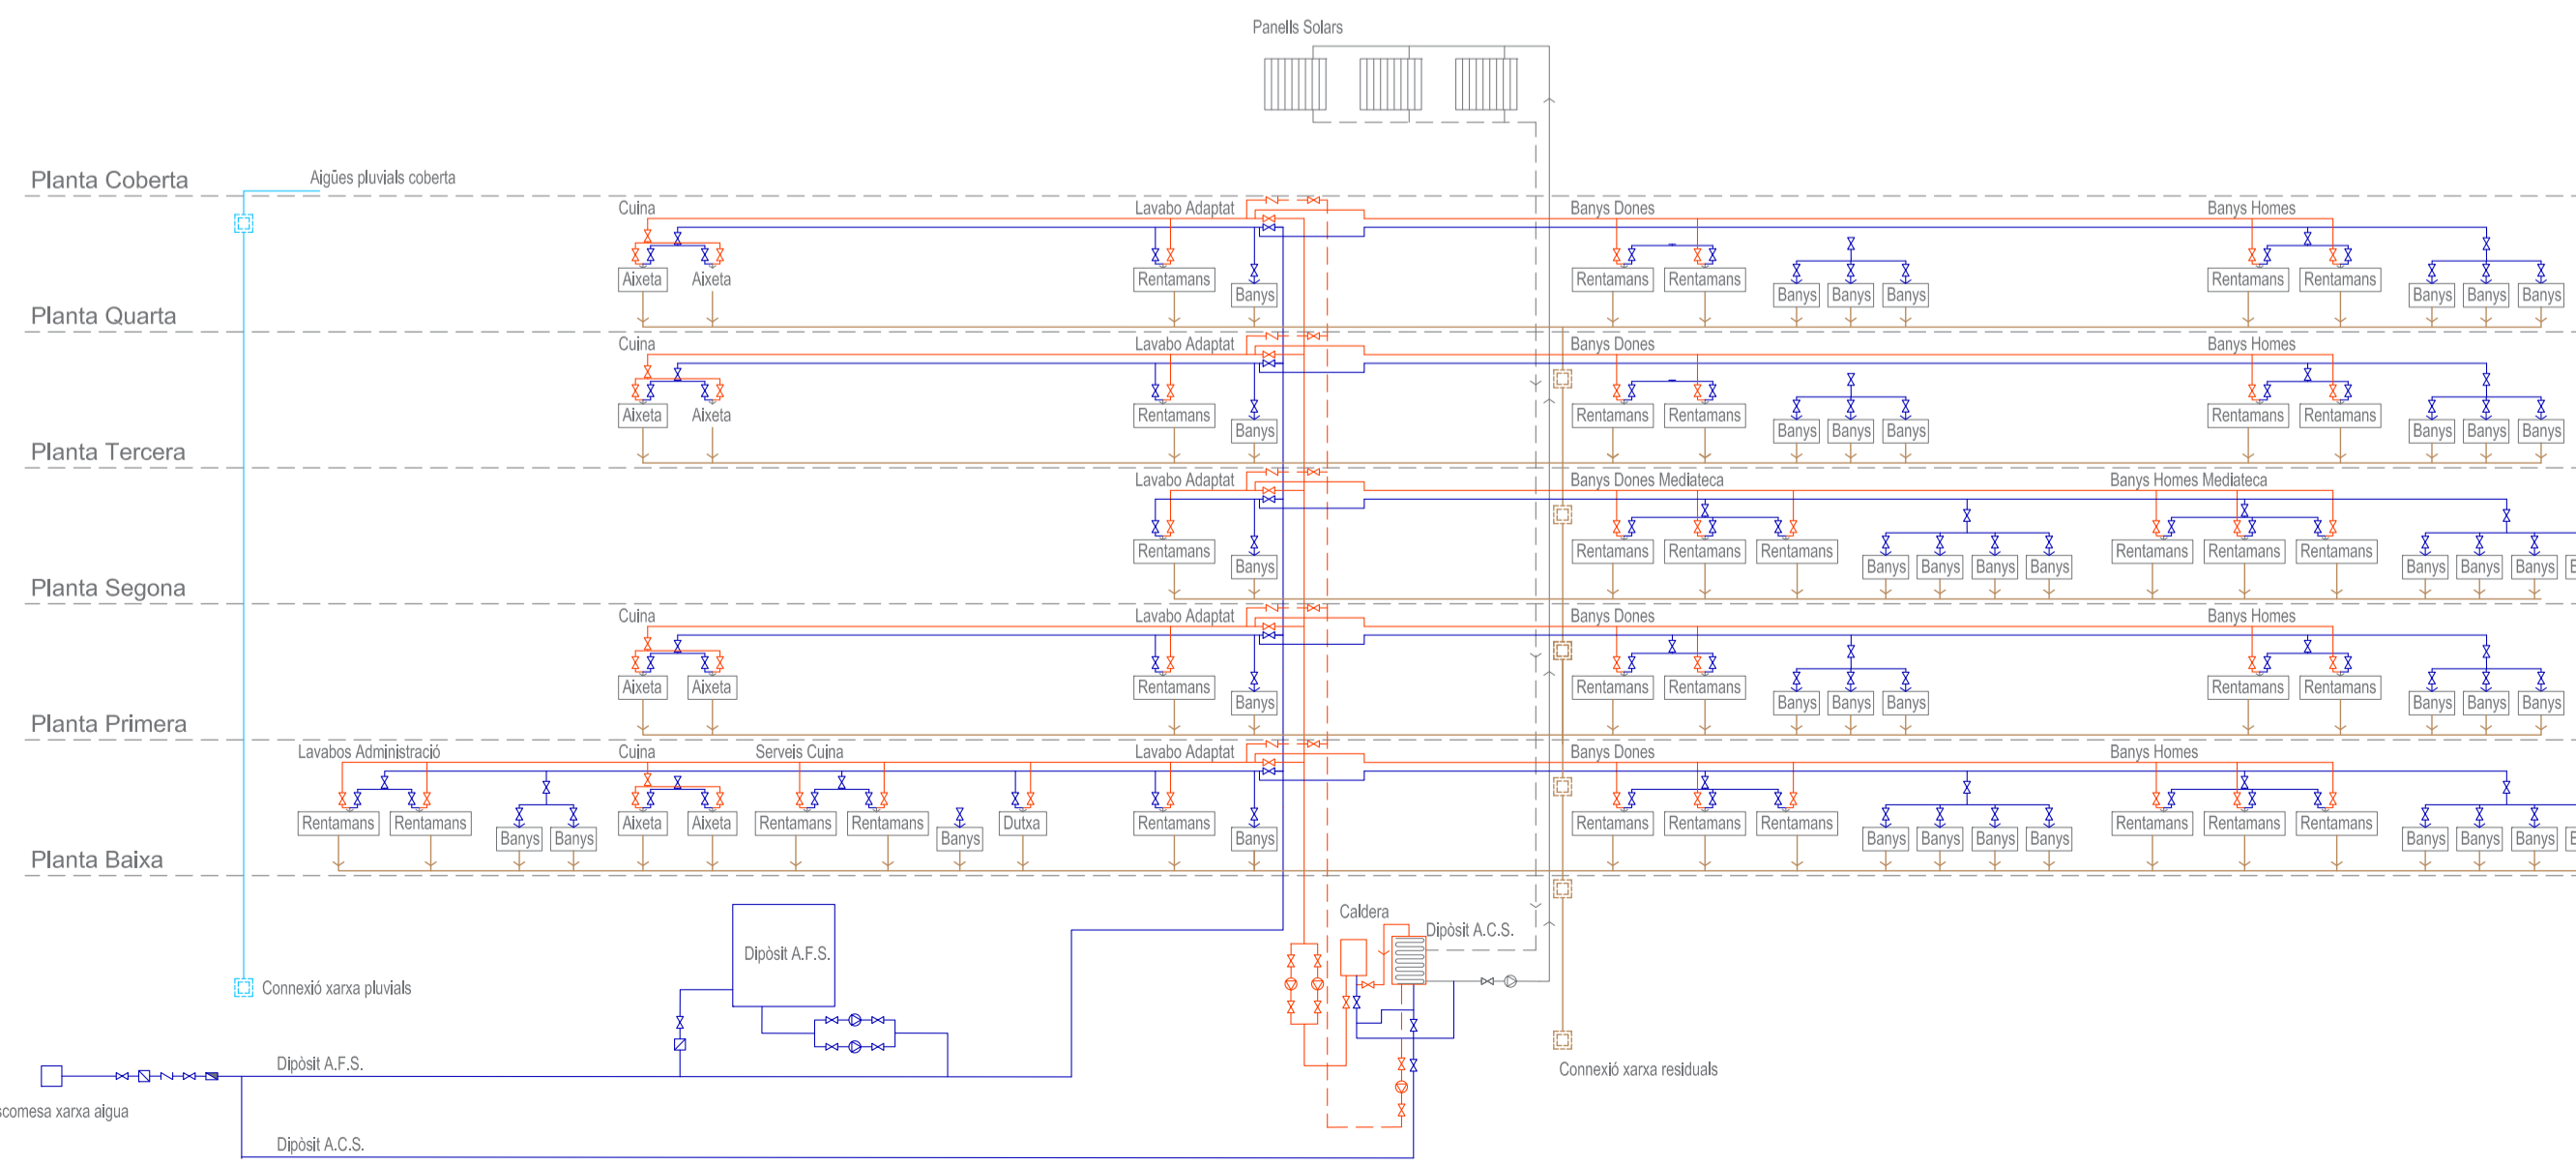 Panells Solars
Planta Coberta
Aigües pluvials coberta
Cuina Lavabo Adaptat Banys Dones Banys Homes
Aixeta Aixeta Rentamans Rentamans Rentamans Rentamans Rentamans
Banys Banys Banys Banys Banys Banys Banys
Planta Quarta
Cuina Lavabo Adaptat Banys Dones Banys Homes
Aixeta Aixeta Rentamans Rentamans Rentamans Rentamans Rentamans
Banys Banys Banys Banys Banys Banys Banys
Planta Tercera
Lavabo Adaptat Banys Dones Mediateca Banys Homes Mediateca
Rentamans Rentamans Rentamans Rentamans Rentamans Rentamans Rentamans
Banys Banys Banys Banys Banys Banys Banys Banys
Planta Segona
Cuina Lavabo Adaptat Banys Dones Banys Homes
Aixeta Aixeta Rentamans Rentamans Rentamans Rentamans Rentamans
Banys Banys Banys Banys Banys Banys Banys
Planta Primera
Lavabos Administració Cuina Serveis Cuina Lavabo Adaptat Banys Dones Banys Homes
Rentamans Rentamans Aixeta Aixeta Rentamans Rentamans Dutxa Rentamans Rentamans Rentamans Rentamans Rentamans Rentamans Rentamans
Banys Banys Banys Banys Banys Banys Banys Banys Banys Banys Banys
Planta Baixa
Caldera
Dipòsit A.C.S.
Dipòsit A.F.S.
Connexió xarxa pluvials
Dipòsit A.F.S.
Connexió xarxa residuals
scomesa xarxa aigua
Dipòsit A.C.S.